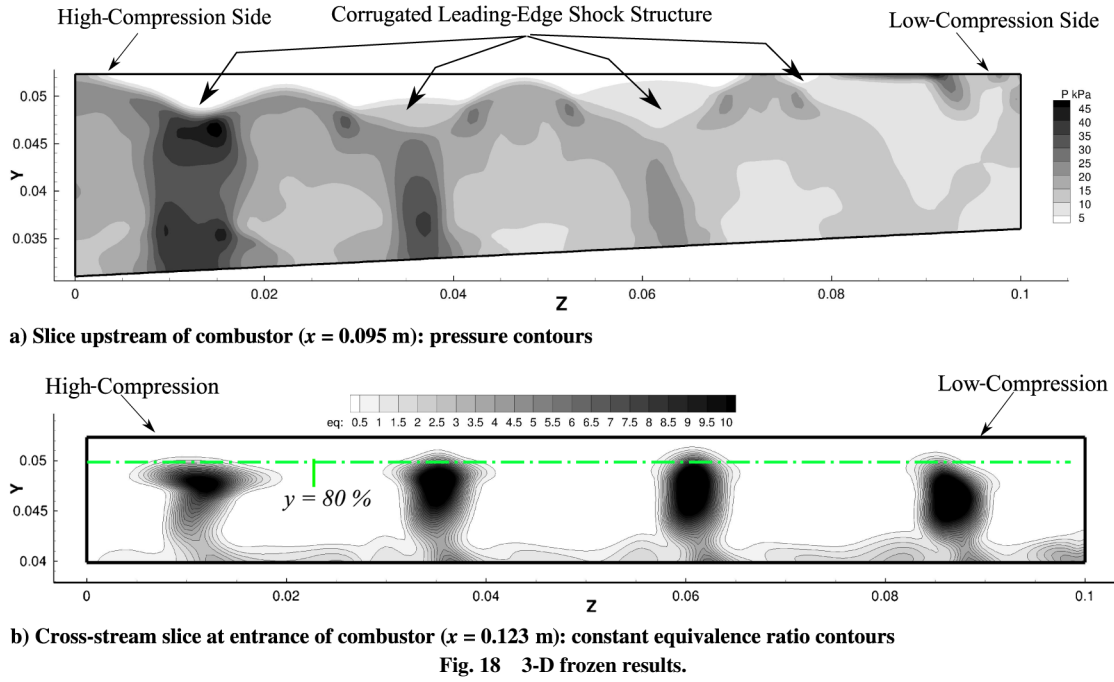 High-Compression Side
Corrugated Leading-Edge Shock Structure
Low-Compression Side
0.05
0.045
0.04
0.035
Y
P kPa
45
40
35
30
25
20
15
10
5
0
0.02
0.04
0.06
0.08
0.1
Z
a) Slice upstream of combustor (x = 0.095 m): pressure contours
High-Compression
Low-Compression
eq: 0.5 1 1.5 2 2.5 3 3.5 4 4.5 5 5.5 6 6.5 7 7.5 8 8.5 9 9.5 10
0.05
0.045
0.04
Y
y = 80 %
0
0.02
0.04
0.06
0.08
0.1
Z
b) Cross-stream slice at entrance of combustor (x = 0.123 m): constant equivalence ratio contours
Fig. 18 3-D frozen results.